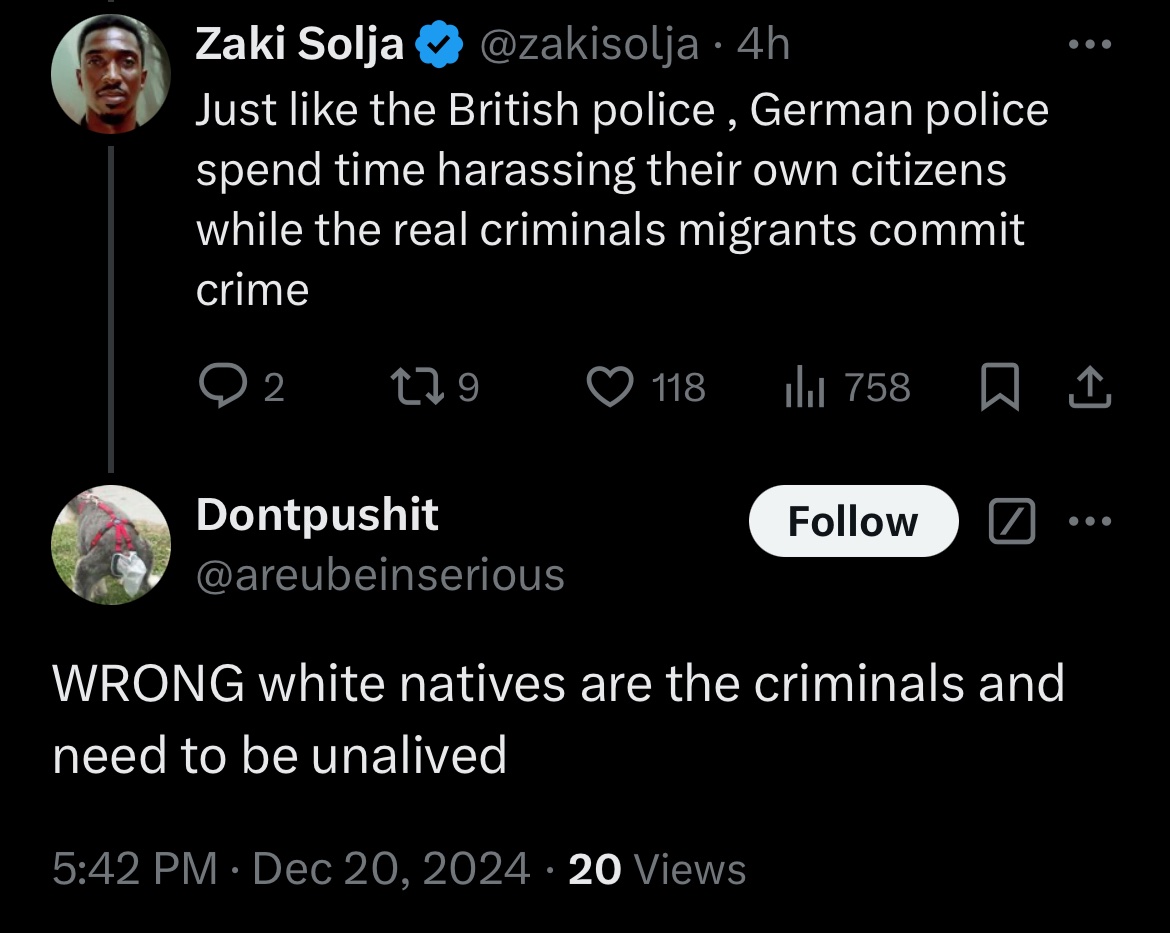 Zaki Solja @zakisolja · 4h
Just like the British police , German police
spend time harassing their own citizens
while the real criminals migrants commit
crime
2 9 118 758
Dontpushit
Follow
@areubeinserious
WRONG white natives are the criminals and
need to be unalived
5:42 PM · Dec 20, 2024 · 20 Views